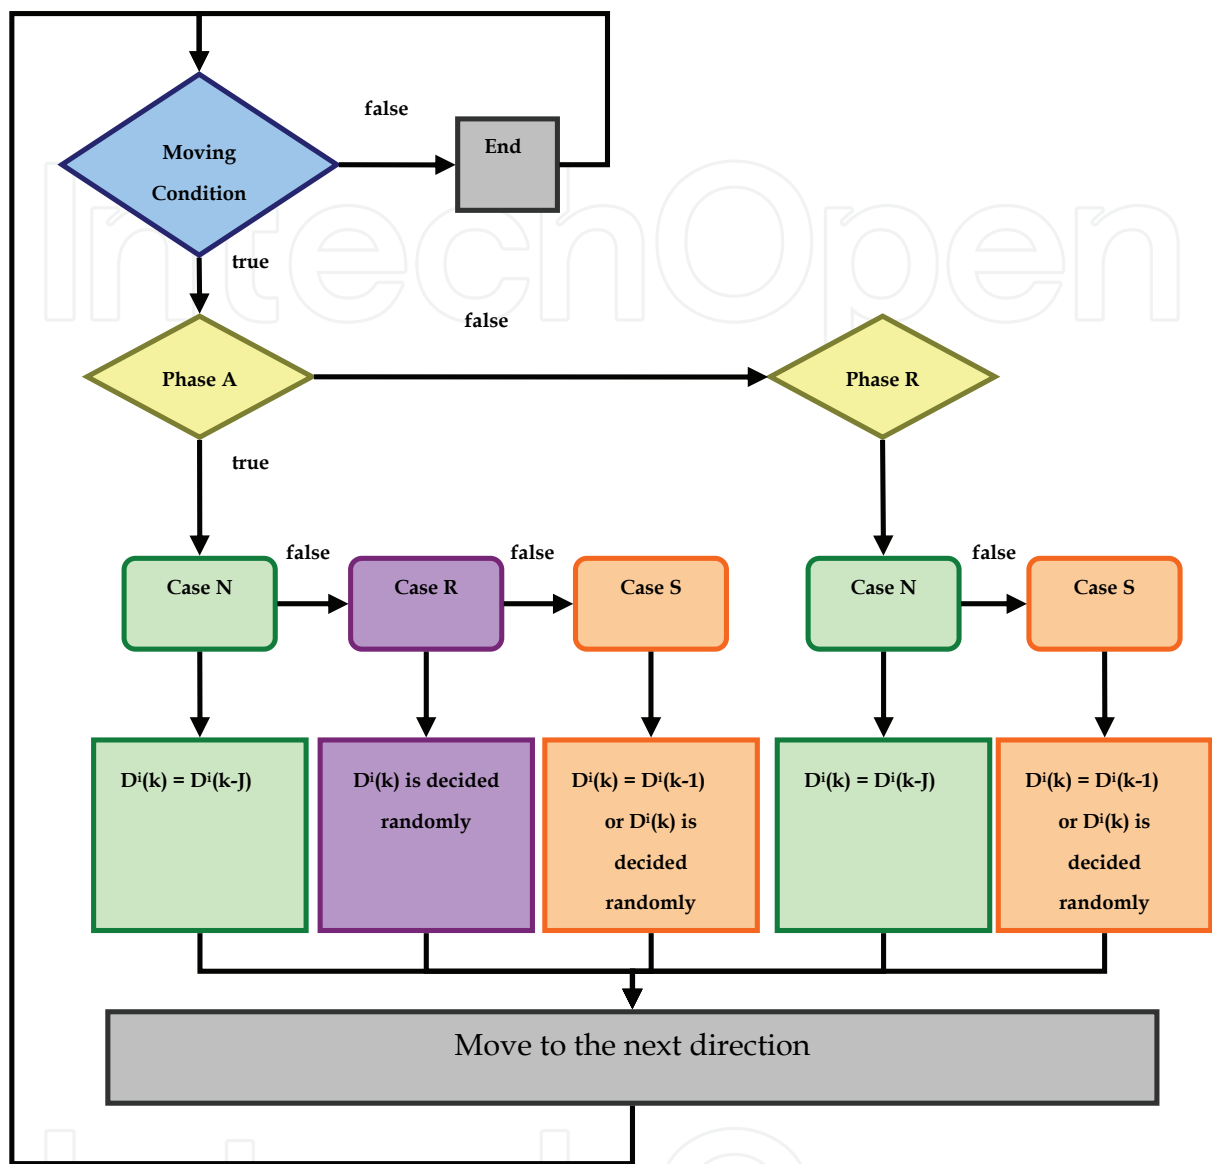 false
End
Moving
Condition
true
false
Phase A
Phase R
true
false
false
false
Case N
Case R
Case S
Case N
Case S
Dⁱ(k) = Dⁱ(k-J)
Dⁱ(k) is decided
randomly
Dⁱ(k) = Dⁱ(k-1)
or Dⁱ(k) is
decided
randomly
Dⁱ(k) = Dⁱ(k-J)
Dⁱ(k) = Dⁱ(k-1)
or Dⁱ(k) is
decided
randomly
Move to the next direction
IntechOpen